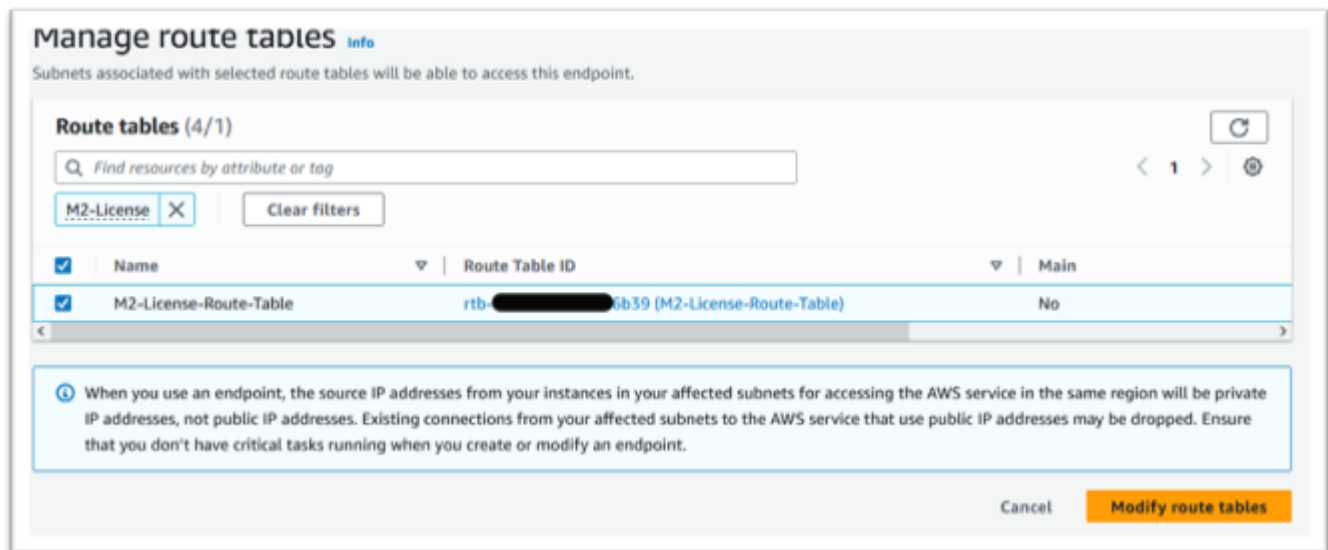 Manage route tables Info
Subnets associated with selected route tables will be able to access this endpoint.
Route tables (4/1)
Find resources by attribute or tag
1
M2-License
Clear filters
Name Route Table ID Main
M2-License-Route-Table rtb- 6b39 (M2-License-Route-Table) No
When you use an endpoint, the source IP addresses from your instances in your affected subnets for accessing the AWS service in the same region will be private
IP addresses, not public IP addresses. Existing connections from your affected subnets to the AWS service that use public IP addresses may be dropped. Ensure
that you don't have critical tasks running when you create or modify an endpoint.
Cancel Modify route tables